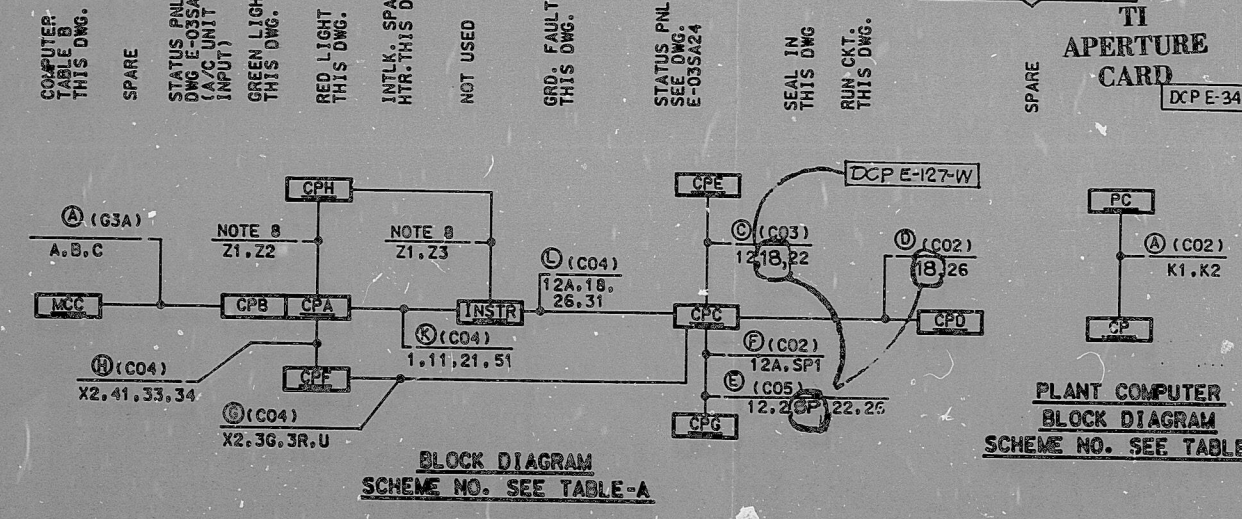 COMPUTER
TABLE B
THIS DWG.
SPARE
STATUS PNL
DWG E-03SA
(A/C UNIT
INPUT)
GREEN LIGH
THIS DWG.
RED LIGHT
THIS DWG.
INTLK. SPA
HTR. THIS D
NOT USED
GRD. FAULT
THIS DWG.
STATUS PNL
SEE DWG.
E-03SA24
SEAL IN
THIS DWG
RUN CKT.
THIS DWG.
SPARE
TI
APERTURE
CARD
DCP E-34
CPH
CPE
DCP E-127-W
PC
Ⓐ (G3A)
A.B.C
NOTE 8
Z1.Z2
NOTE 8
Z1.Z3
Ⓛ (C04)
12A.18.
26.31
Ⓒ (C03)
12,18,22
Ⓓ (C02)
18,26
Ⓐ (C02)
K1.K2
MCC
CPB
CPA
INSTR
CPC
CPD
CP
Ⓚ (C04)
1.11.21.51
Ⓕ (C02)
12A.SP1
Ⓗ (C04)
X2.41.33.34
CPF
Ⓔ (C05)
Ⓖ (C04)
X2.3G.3R.U
CPG
BLOCK DIAGRAM
SCHEME NO. SEE TABLE-A
PLANT COMPUTER
BLOCK DIAGRAM
SCHEME NO. SEE TABLE